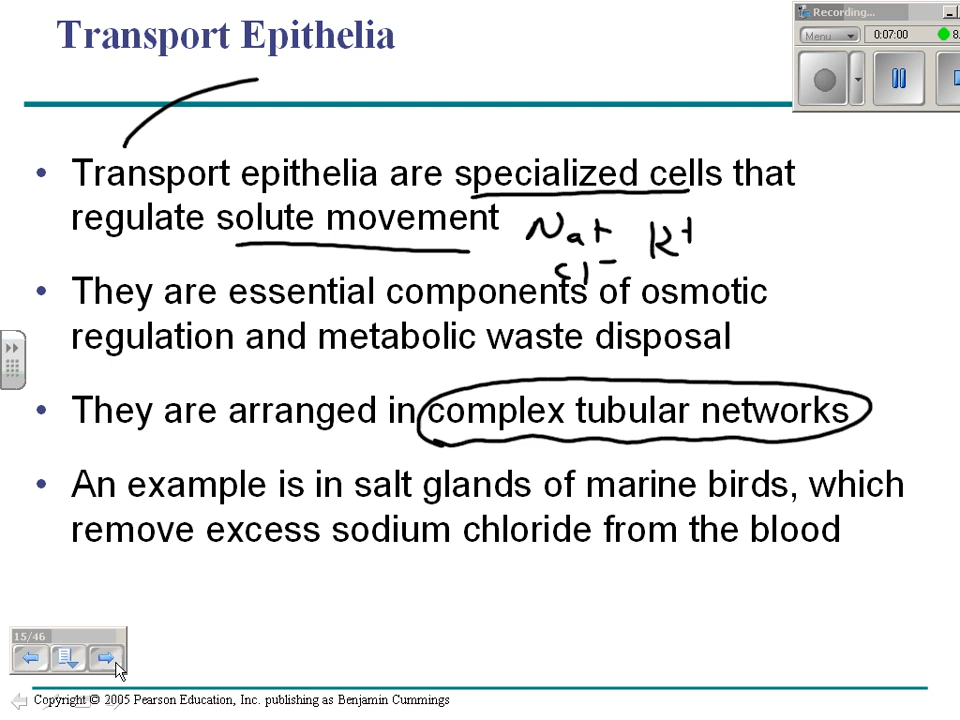 Transport Epithelia
Recording...
Menu
0:07:00
8.
• Transport epithelia are specialized cells that
regulate solute movement
Na+ K+
Cl-
• They are essential components of osmotic
regulation and metabolic waste disposal
• They are arranged in complex tubular networks
• An example is in salt glands of marine birds, which
remove excess sodium chloride from the blood
15/46
Copyright © 2005 Pearson Education, Inc. publishing as Benjamin Cummings